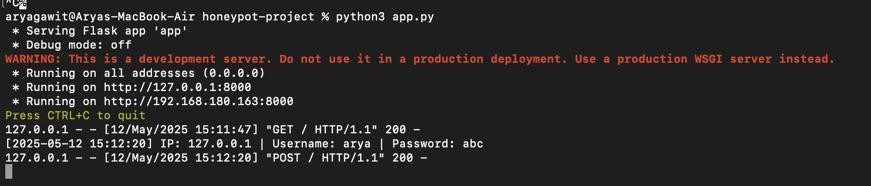 ^C%
aryagawit@Aryas-MacBook-Air honeypot-project % python3 app.py
 * Serving Flask app 'app'
 * Debug mode: off
WARNING: This is a development server. Do not use it in a production deployment. Use a production WSGI server instead.
 * Running on all addresses (0.0.0.0)
 * Running on http://127.0.0.1:8000
 * Running on http://192.168.180.163:8000
Press CTRL+C to quit
127.0.0.1 - - [12/May/2025 15:11:47] "GET / HTTP/1.1" 200 -
[2025-05-12 15:12:20] IP: 127.0.0.1 | Username: arya | Password: abc
127.0.0.1 - - [12/May/2025 15:12:20] "POST / HTTP/1.1" 200 -